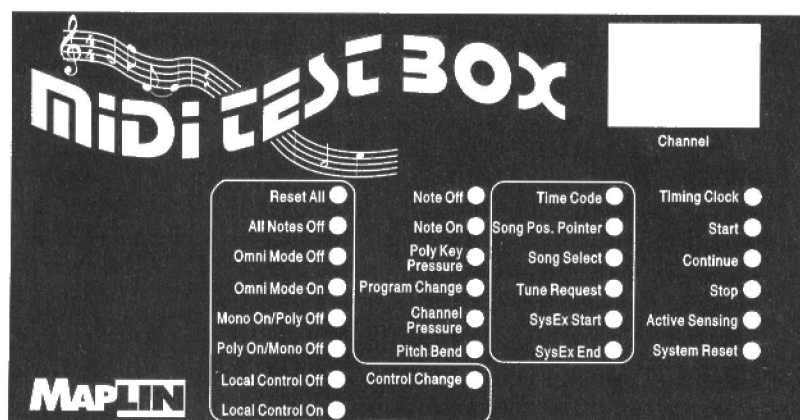 MiDi TEST BOX
Channel
Reset All
All Notes Off
Omni Mode Off
Omni Mode On
Mono On/Poly Off
Poly On/Mono Off
Local Control Off
Local Control On
Note Off
Note On
Poly Key
Pressure
Program Change
Channel
Pressure
Pitch Bend
Control Change
Time Code
Song Pos. Pointer
Song Select
Tune Request
SysEx Start
SysEx End
Timing Clock
Start
Continue
Stop
Active Sensing
System Reset
MAPLIN